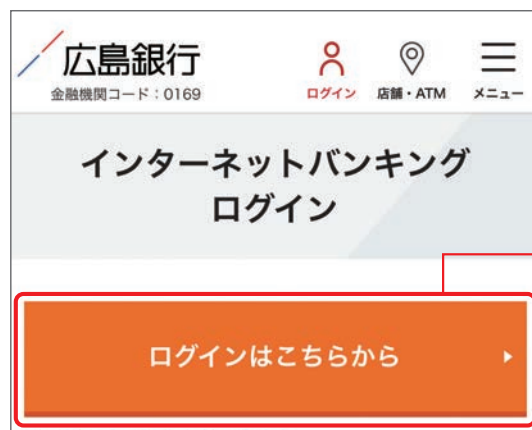 広島銀行
金融機関コード：0169
ログイン
店舗・ATM
メニュー
インターネットバンキング
ログイン
ログインはこちらから